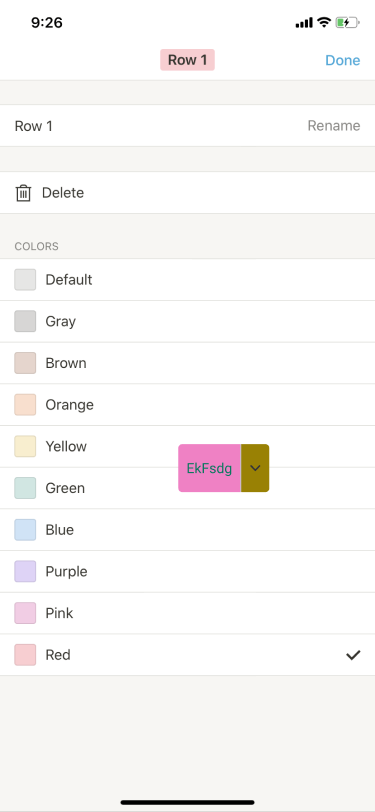 9:26
Row 1
Done
Row 1
Rename
Delete
COLORS
Default
Gray
Brown
Orange
Yellow
EkFsdg
Green
Blue
Purple
Pink
Red